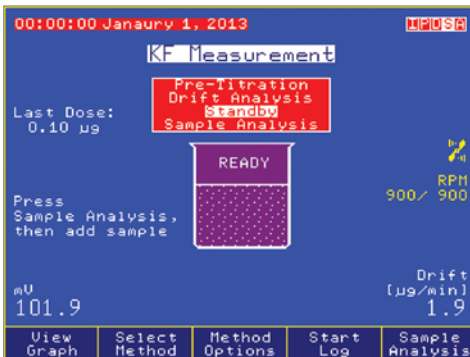 00:00:00 Janaury 1, 2013
IPUSA
KF Measurement
Pre-Titration
Drift Analysis
Standby
Sample Analysis
Last Dose:
0.10 µg
READY
RPM
900/ 900
Press
Sample Analysis,
then add sample
mV
101.9
Drift
[µg/min]
1.9
View
Graph
Select
Method
Method
Options
Start
Log
Sample
Analysis